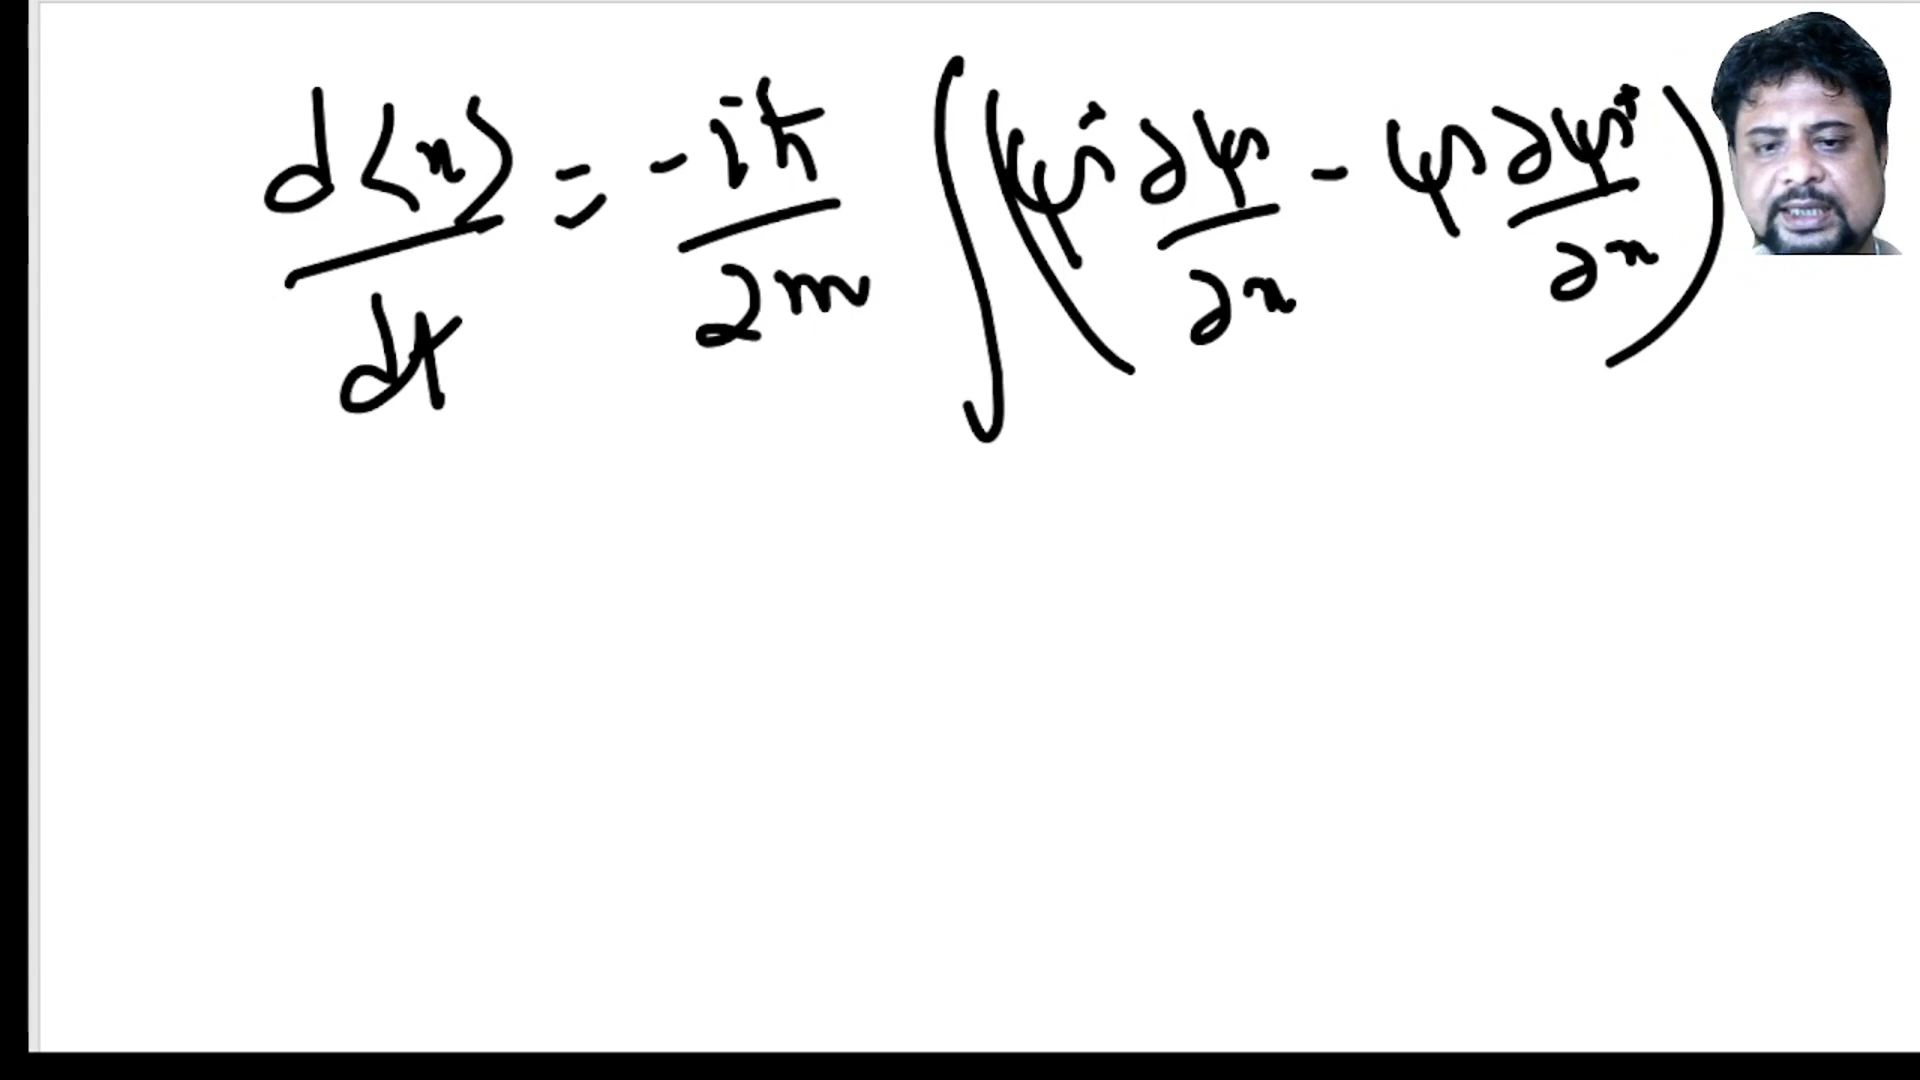 d⟨x⟩/dt = -iħ/2m ∫(ψ* ∂ψ/∂x - ψ ∂ψ*/∂x)